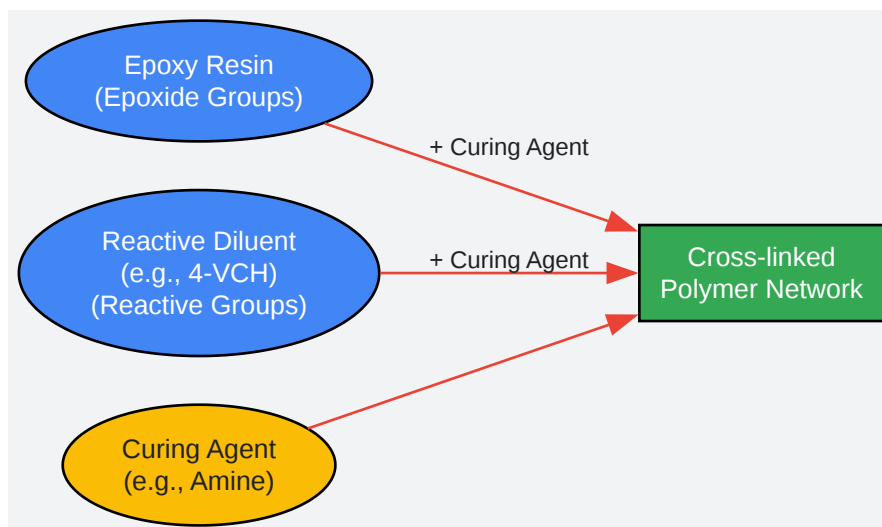 Epoxy Resin
(Epoxide Groups)
+ Curing Agent
Reactive Diluent
(e.g., 4-VCH)
(Reactive Groups)
+ Curing Agent
Cross-linked
Polymer Network
Curing Agent
(e.g., Amine)